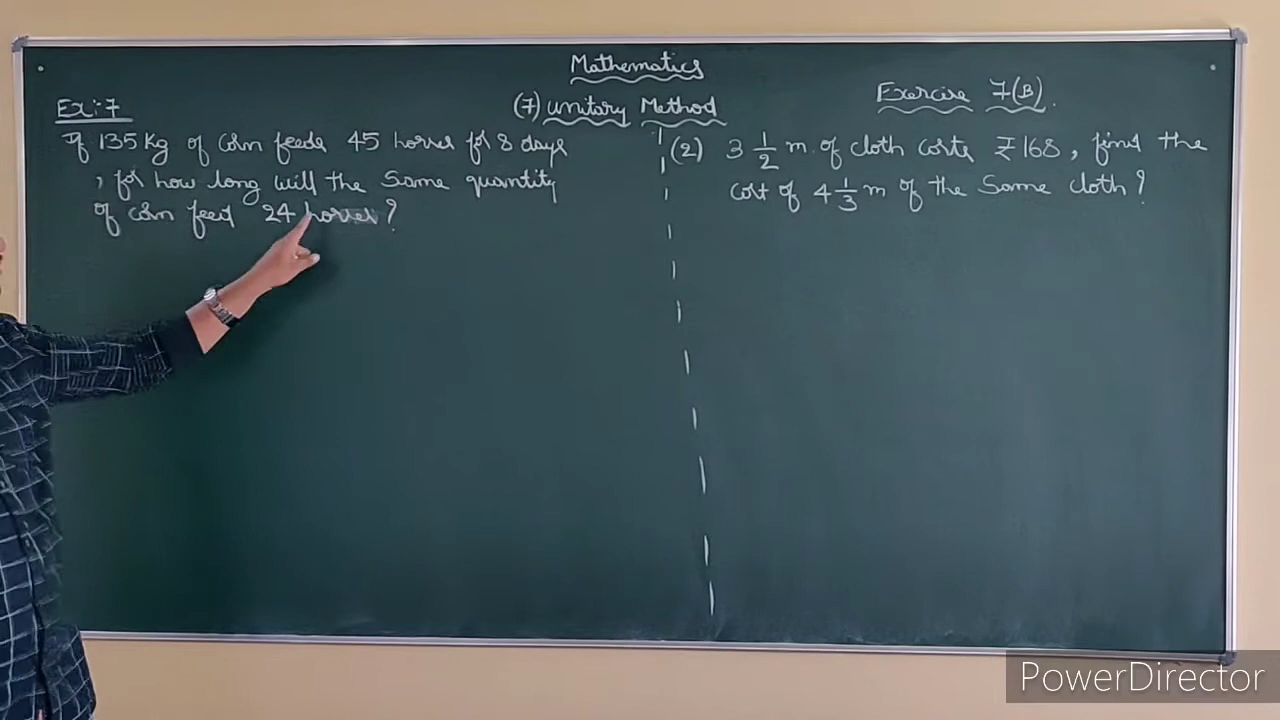 Mathematics
(7) Unitary Method
Ex:-7
If 135 Kg of corn feeds 45 horses for 8 days
, for how long will the same quantity
of corn feed 24 horses?
Exercise 7(B).
(2) 3 1/2 m. of cloth costs ₹168, find the
cost of 4 1/3 m of the same cloth?
PowerDirector